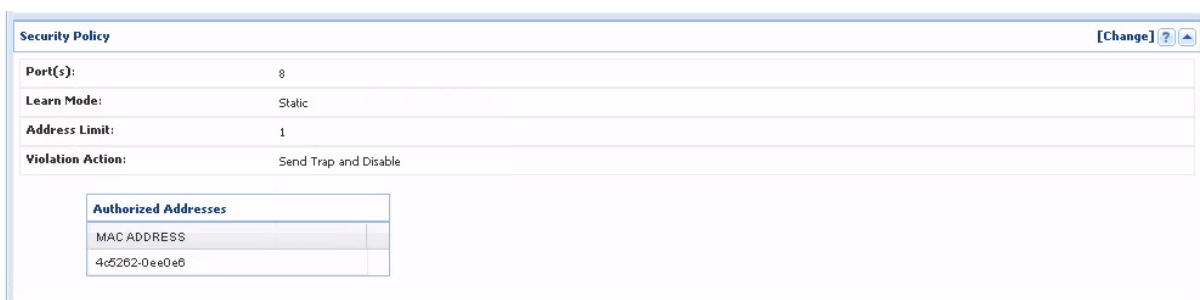 Security Policy [Change] ?
Port(s): 8
Learn Mode: Static
Address Limit: 1
Violation Action: Send Trap and Disable
Authorized Addresses
MAC ADDRESS
4c5262-0ee0e6